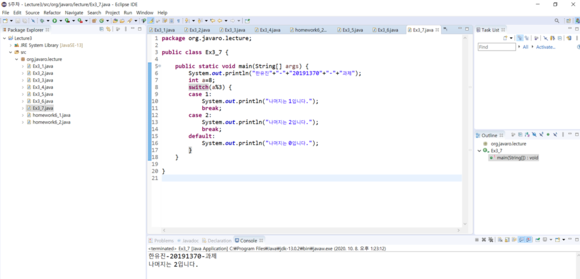 5주차 - Lecture3/src/org/javaro/lecture/Ex3_7.java - Eclipse IDE
File Edit Source Refactor Navigate Search Project Run Window Help
Package Explorer
Ex3_1.java
Ex3_2.java
Ex3_3.java
Ex3_4.java
homework6_2...
Ex3_5.java
Ex3_6.java
Ex3_7.java
Task List
Lecture3
JRE System Library [JavaSE-13]
src
org.javaro.lecture
Ex3_1.java
Ex3_2.java
Ex3_3.java
Ex3_4.java
Ex3_5.java
Ex3_6.java
Ex3_7.java
homework6_1.java
homework6_2.java
1 package org.javaro.lecture;
2
3 public class Ex3_7 {
4
5 public static void main(String[] args) {
6 System.out.println("한유진"+"-"+"20191370"+"-"+"과제");
7 int a=8;
8 switch(a%3) {
9 case 1:
10 System.out.println("나머지는 1입니다.");
11 break;
12 case 2:
13 System.out.println("나머지는 2입니다.");
14 break;
15 default:
16 System.out.println("나머지는 0입니다.");
17 }
18 }
19
20 }
21
Find
All
Activate...
Outline
org.javaro.lecture
Ex3_7
main(String[]) : void
Problems Javadoc Declaration Console
<terminated> Ex3_7 [Java Application] C:₩Program Files₩Java₩jdk-13.0.2₩bin₩javaw.exe (2020. 10. 8. 오후 1:23:12)
한유진-20191370-과제
나머지는 2입니다.